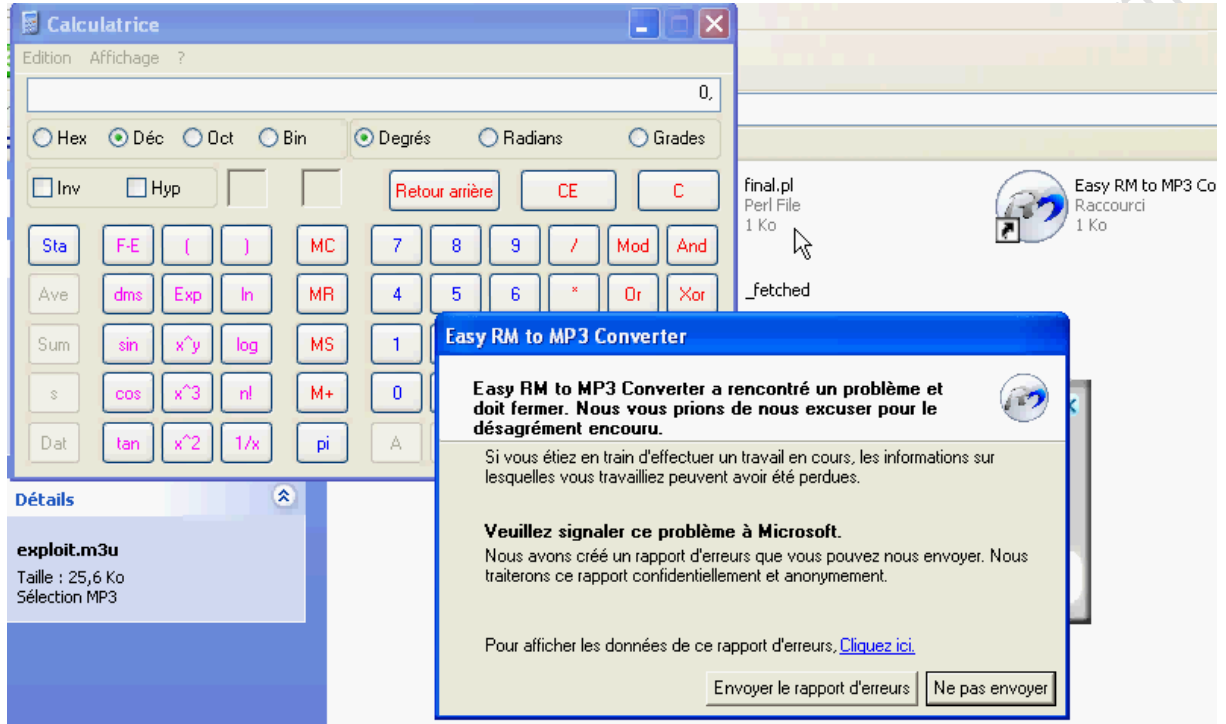 Calculatrice
Edition Affichage ?
0,
Hex Déc Oct Bin Degrés Radians Grades
Inv Hyp Retour arrière CE C
Sta F-E ( ) MC 7 8 9 / Mod And
Ave dms Exp ln MR 4 5 6 * Or Xor
Sum sin x^y log MS 1
s cos x^3 n! M+ 0
Dat tan x^2 1/x pi A
final.pl
Perl File
1 Ko
Easy RM to MP3 Co
Raccourci
1 Ko
_fetched
Easy RM to MP3 Converter
Easy RM to MP3 Converter a rencontré un problème et
doit fermer. Nous vous prions de nous excuser pour le
désagrément encouru.
Si vous étiez en train d'effectuer un travail en cours, les informations sur
lesquelles vous travailliez peuvent avoir été perdues.
Veuillez signaler ce problème à Microsoft.
Nous avons créé un rapport d'erreurs que vous pouvez nous envoyer. Nous
traiterons ce rapport confidentiellement et anonymement.
Pour afficher les données de ce rapport d'erreurs, Cliquez ici.
Envoyer le rapport d'erreurs Ne pas envoyer
Détails
exploit.m3u
Taille : 25,6 Ko
Sélection MP3